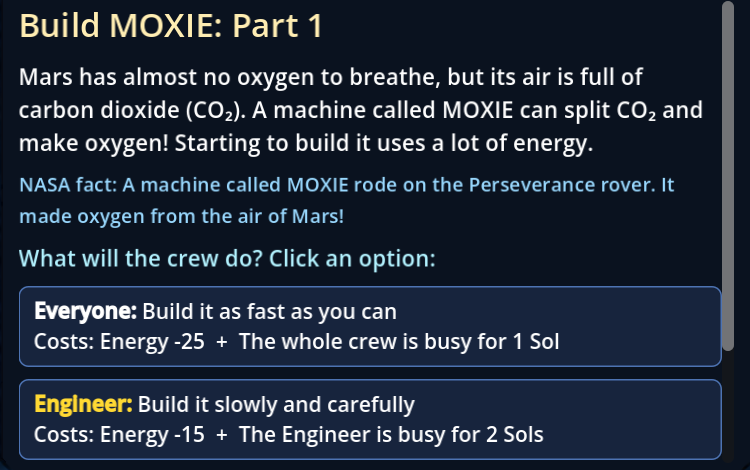 Build MOXIE: Part 1
Mars has almost no oxygen to breathe, but its air is full of
carbon dioxide (CO₂). A machine called MOXIE can split CO₂ and
make oxygen! Starting to build it uses a lot of energy.
NASA fact: A machine called MOXIE rode on the Perseverance rover. It
made oxygen from the air of Mars!
What will the crew do? Click an option:
Everyone: Build it as fast as you can
Costs: Energy -25 + The whole crew is busy for 1 Sol
Engineer: Build it slowly and carefully
Costs: Energy -15 + The Engineer is busy for 2 Sols